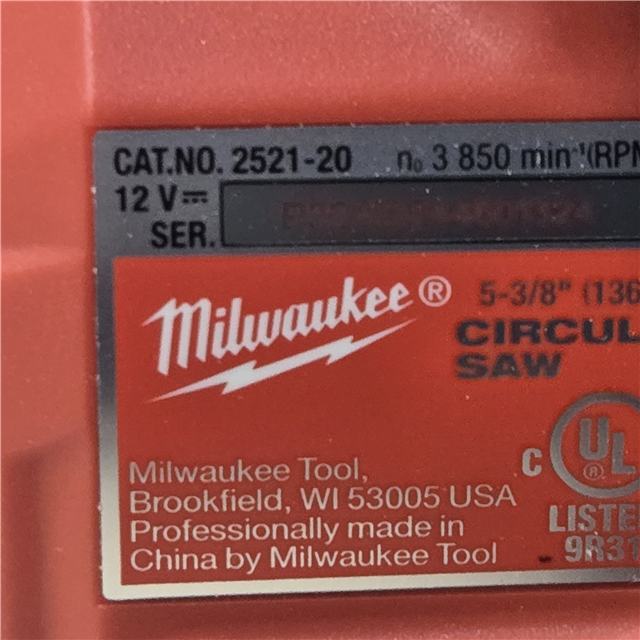 CAT.NO. 2521-20 n₀ 3 850 min⁻¹(RPM
12 V⎓
SER.
Milwaukee®
5-3/8" (136
CIRCUL
SAW
C UL ®
LISTE
9R31
Milwaukee Tool,
Brookfield, WI 53005 USA
Professionally made in
China by Milwaukee Tool